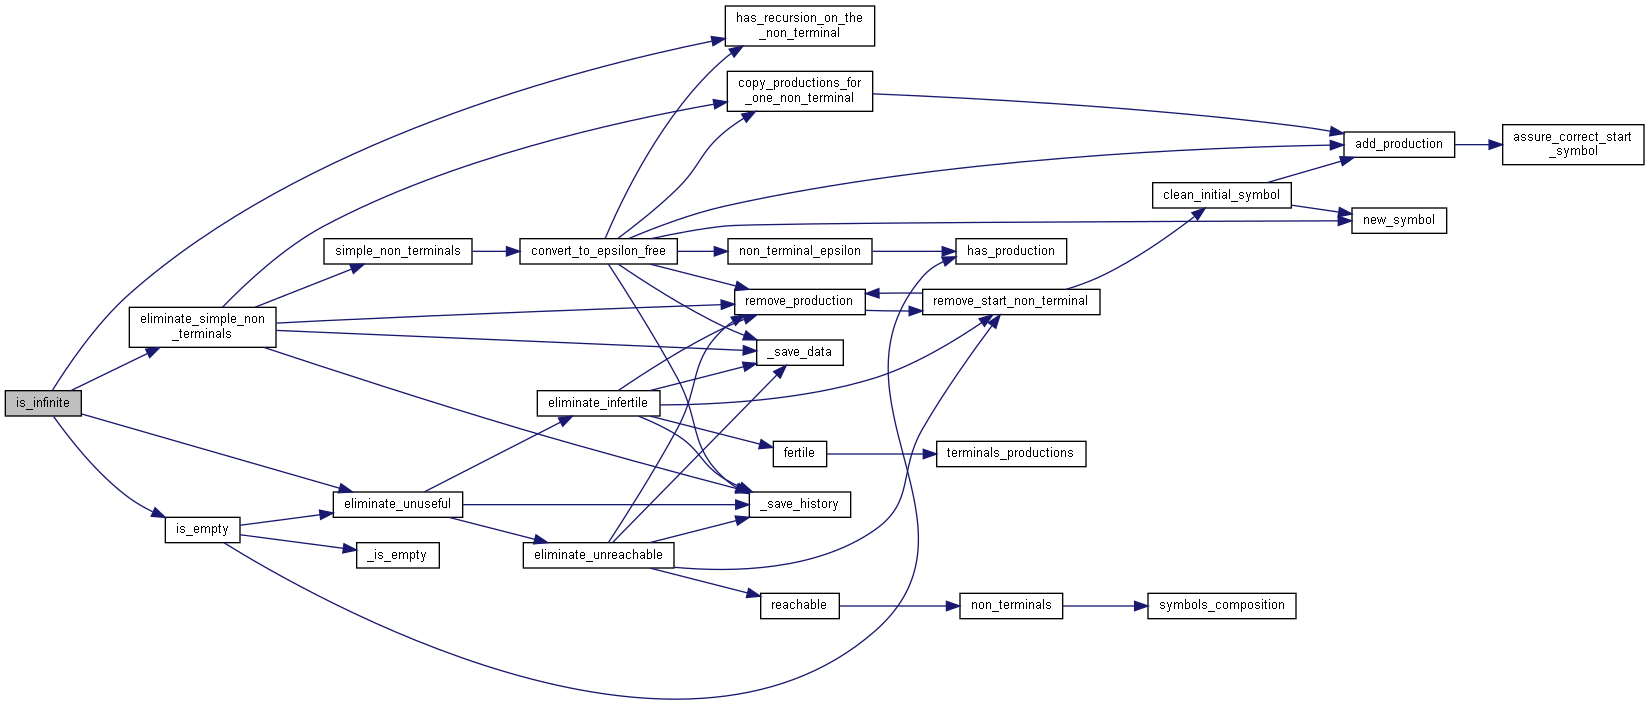 has_recursion_on_the
_non_terminal
copy_productions_for
_one_non_terminal
add_production
assure_correct_start
_symbol
clean_initial_symbol
new_symbol
simple_non_terminals
convert_to_epsilon_free
non_terminal_epsilon
has_production
remove_production
remove_start_non_terminal
eliminate_simple_non
_terminals
_save_data
is_infinite
eliminate_infertile
fertile
terminals_productions
eliminate_unuseful
_save_history
is_empty
_is_empty
eliminate_unreachable
reachable
non_terminals
symbols_composition